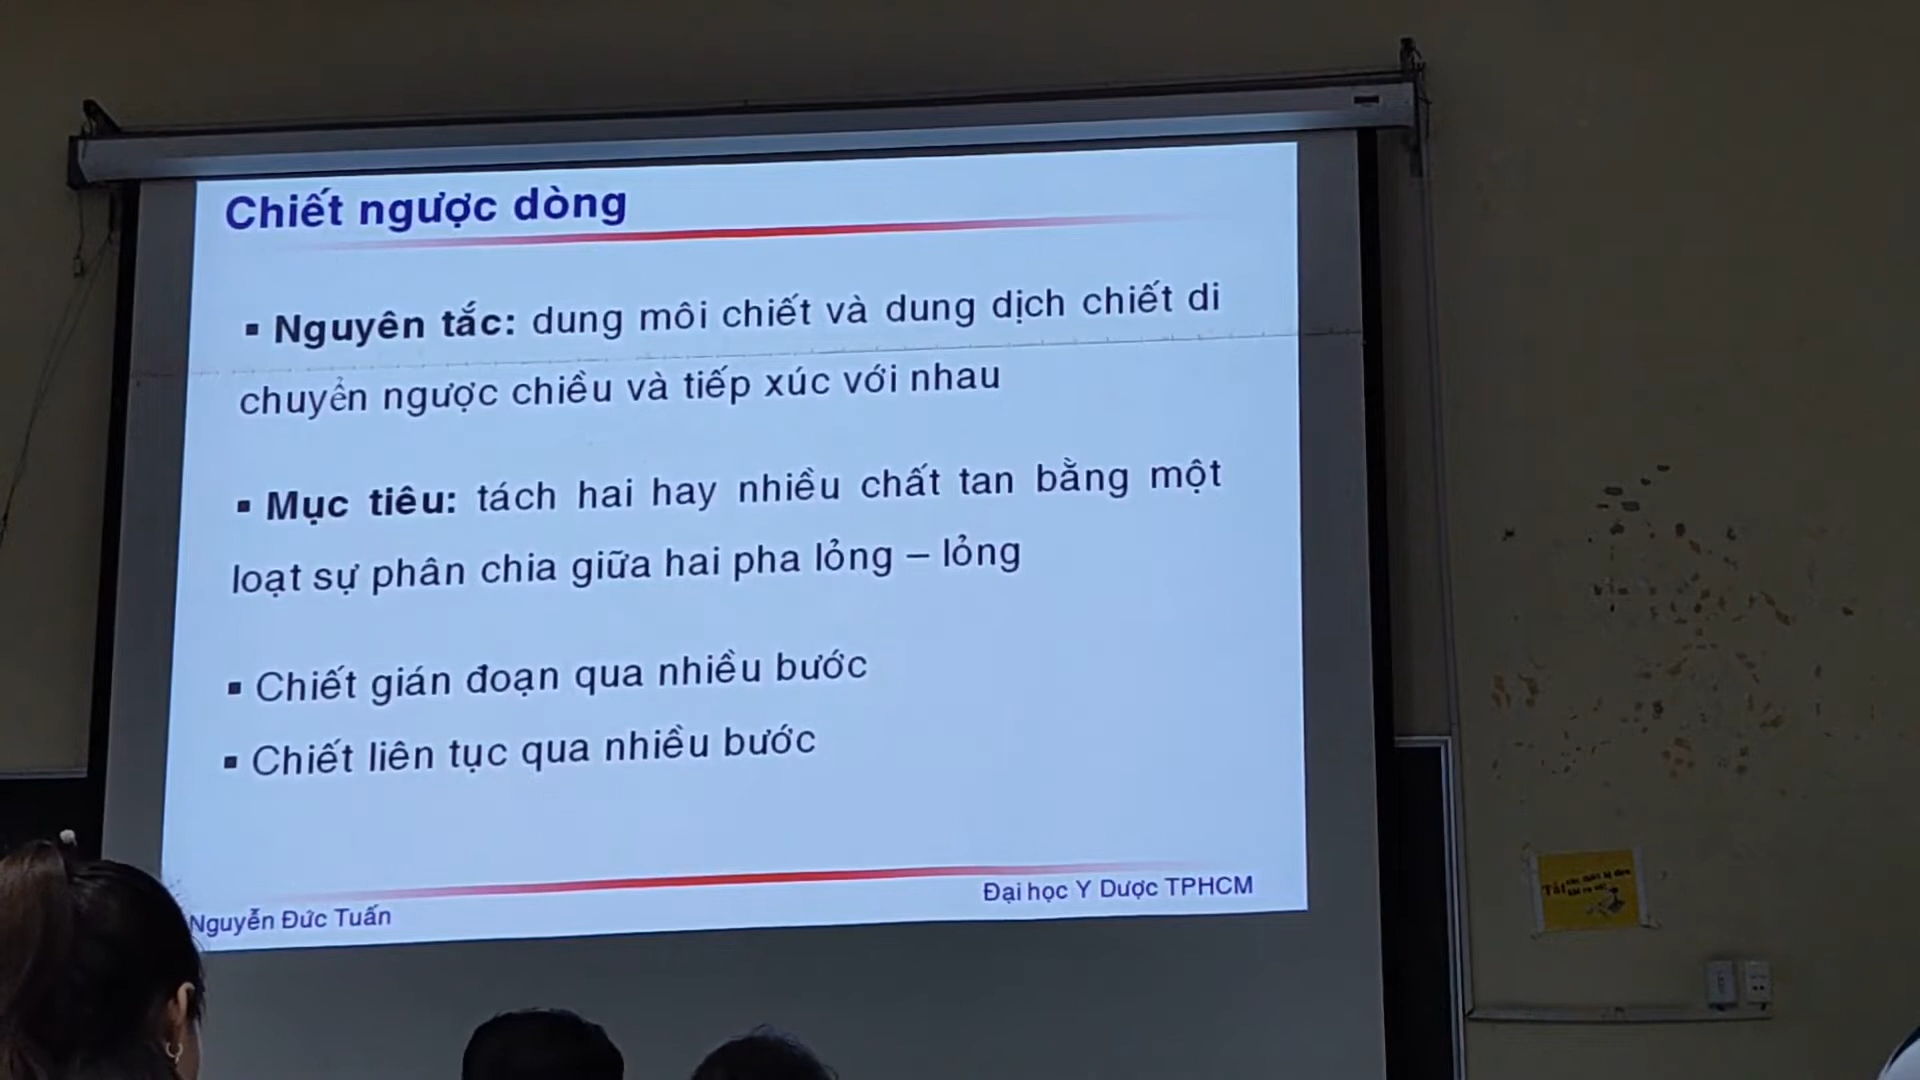 Chiết ngược dòng
▪ Nguyên tắc: dung môi chiết và dung dịch chiết di
chuyển ngược chiều và tiếp xúc với nhau
▪ Mục tiêu: tách hai hay nhiều chất tan bằng một
loạt sự phân chia giữa hai pha lỏng – lỏng
▪ Chiết gián đoạn qua nhiều bước
▪ Chiết liên tục qua nhiều bước
Nguyễn Đức Tuấn
Đại học Y Dược TPHCM
Tắt